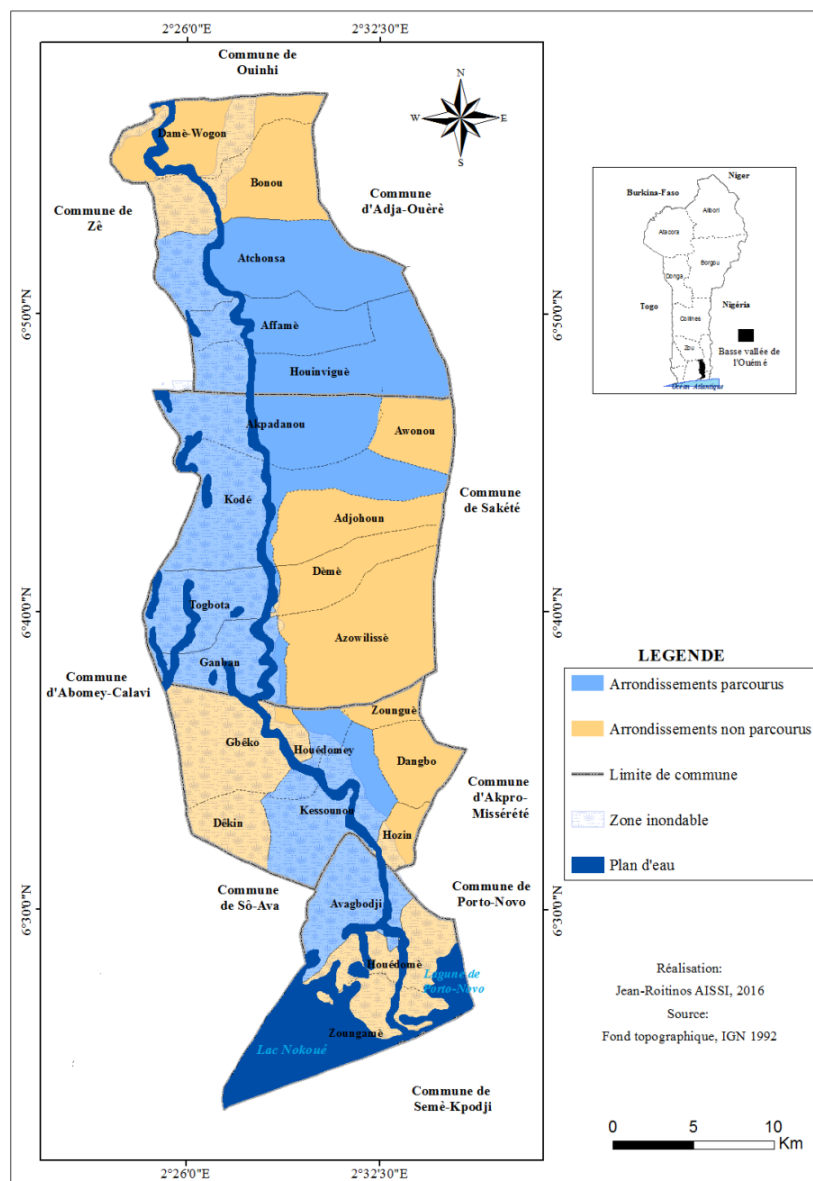 2°26'0"E
2°32'30"E
Commune de
Ouinhi
N
W
E
S
Damè-Wogon
Bonou
Commune
d'Adja-Ouèrè
Commune de
Zê
Atchonsa
6°50'0"N
6°50'0"N
Affamè
Houinviguè
Akpadanou
Awonou
Kodé
Commune
de Sakété
Adjohoun
Dèmè
Togbota
6°40'0"N
6°40'0"N
Azowilissè
Ganban
Commune
d'Abomey-Calavi
Zounguè
Gbêko
Houédomey
Dangbo
Kessounou
Commune
d'Akpro-
Missérété
Dêkin
Hozin
Commune
de Sô-Ava
Commune de
Porto-Novo
6°30'0"N
6°30'0"N
Avagbodji
Houédomè
Lagune de
Porto-Novo
Zoungamè
Lac Nokoué
Commune de
Semè-Kpodji
2°26'0"E
2°32'30"E
Niger
Burkina-Faso
Alibori
Atacora
Borgou
Donga
Togo
Nigéria
Collines
Zou
Basse vallée de
l'Ouémé
Océan Atlantique
LEGENDE
Arrondissements parcourus
Arrondissements non parcourus
Limite de commune
Zone inondable
Plan d'eau
Réalisation:
Jean-Roitinos AISSI, 2016
Source:
Fond topographique, IGN 1992
0 5 10
Km